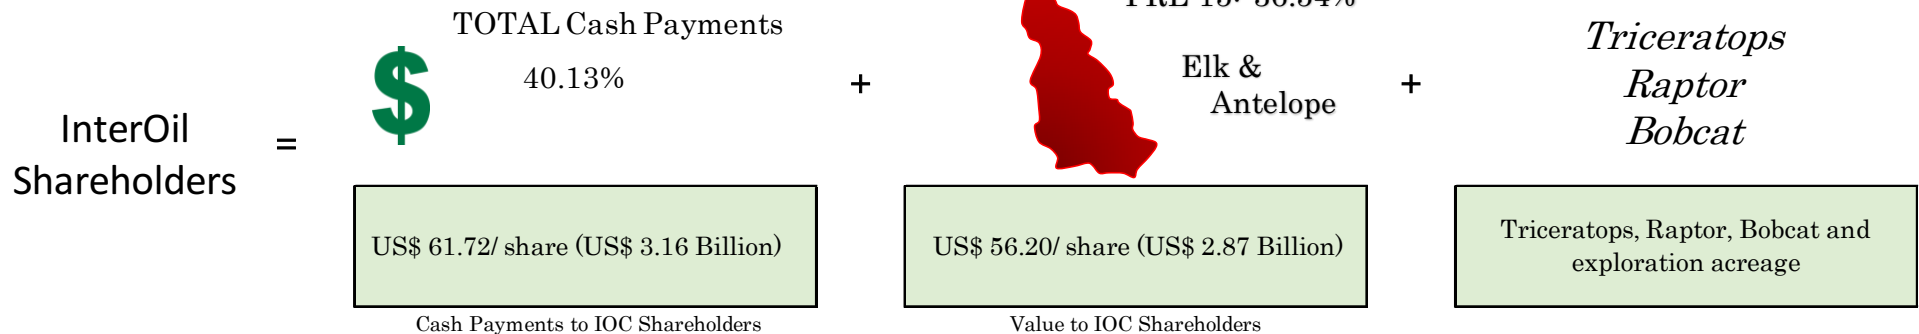 InterOil
Shareholders
=
$
TOTAL Cash Payments
40.13%
US$ 61.72/ share (US$ 3.16 Billion)
Cash Payments to IOC Shareholders
+
Elk &
Antelope
US$ 56.20/ share (US$ 2.87 Billion)
Value to IOC Shareholders
+
Triceratops
Raptor
Bobcat
Triceratops, Raptor, Bobcat and
exploration acreage